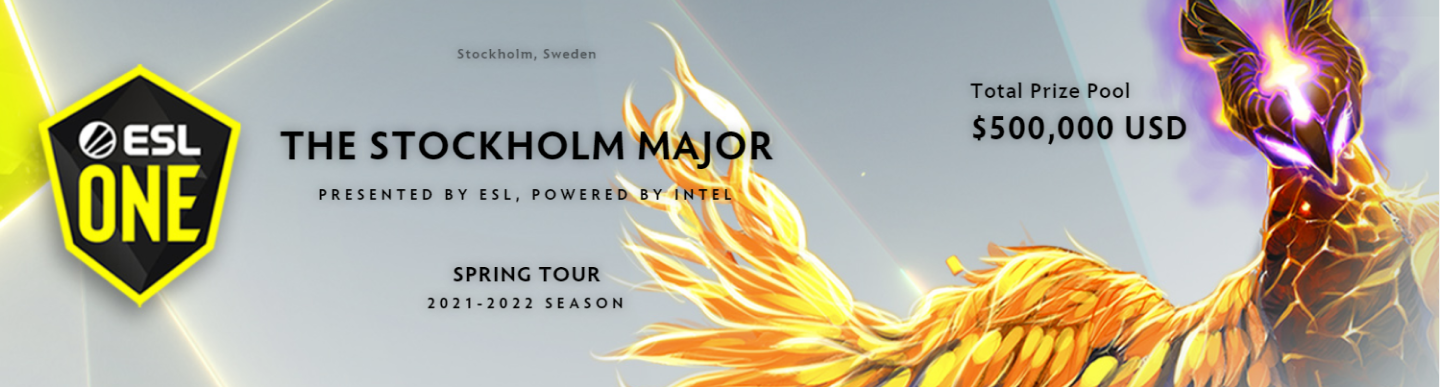 ESL
ONE
Stockholm, Sweden
THE STOCKHOLM MAJOR
PRESENTED BY ESL, POWERED BY INTEL
SPRING TOUR
2021-2022 SEASON
Total Prize Pool
$500,000 USD